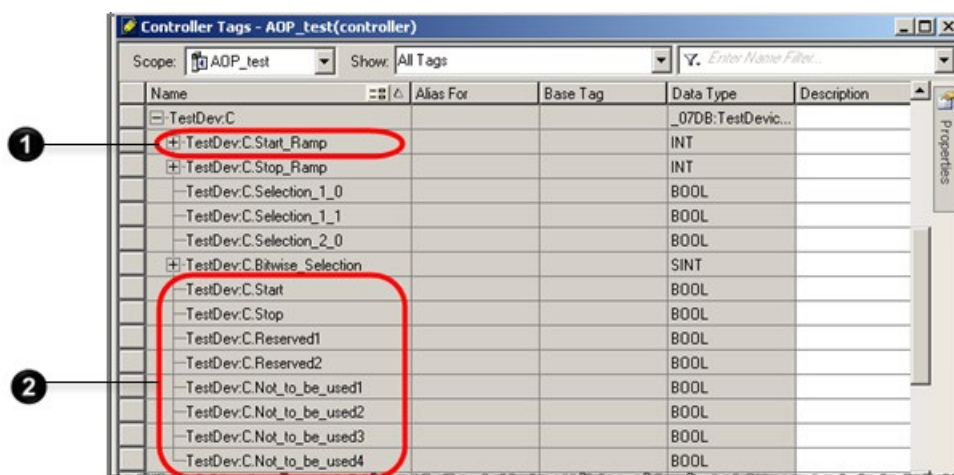 Controller Tags - AOP_test(controller)
Scope: AOP_test Show: All Tags Enter Name Filter...
Name Alias For Base Tag Data Type Description
TestDev:C _07DB:TestDevic...
1 TestDev:C.Start_Ramp INT
TestDev:C.Stop_Ramp INT
TestDev:C.Selection_1_0 BOOL
TestDev:C.Selection_1_1 BOOL
TestDev:C.Selection_2_0 BOOL
TestDev:C.Bitwise_Selection SINT
TestDev:C.Start BOOL
TestDev:C.Stop BOOL
TestDev:C.Reserved1 BOOL
TestDev:C.Reserved2 BOOL
2 TestDev:C.Not_to_be_used1 BOOL
TestDev:C.Not_to_be_used2 BOOL
TestDev:C.Not_to_be_used3 BOOL
TestDev:C.Not_to_be_used4 BOOL
Properties